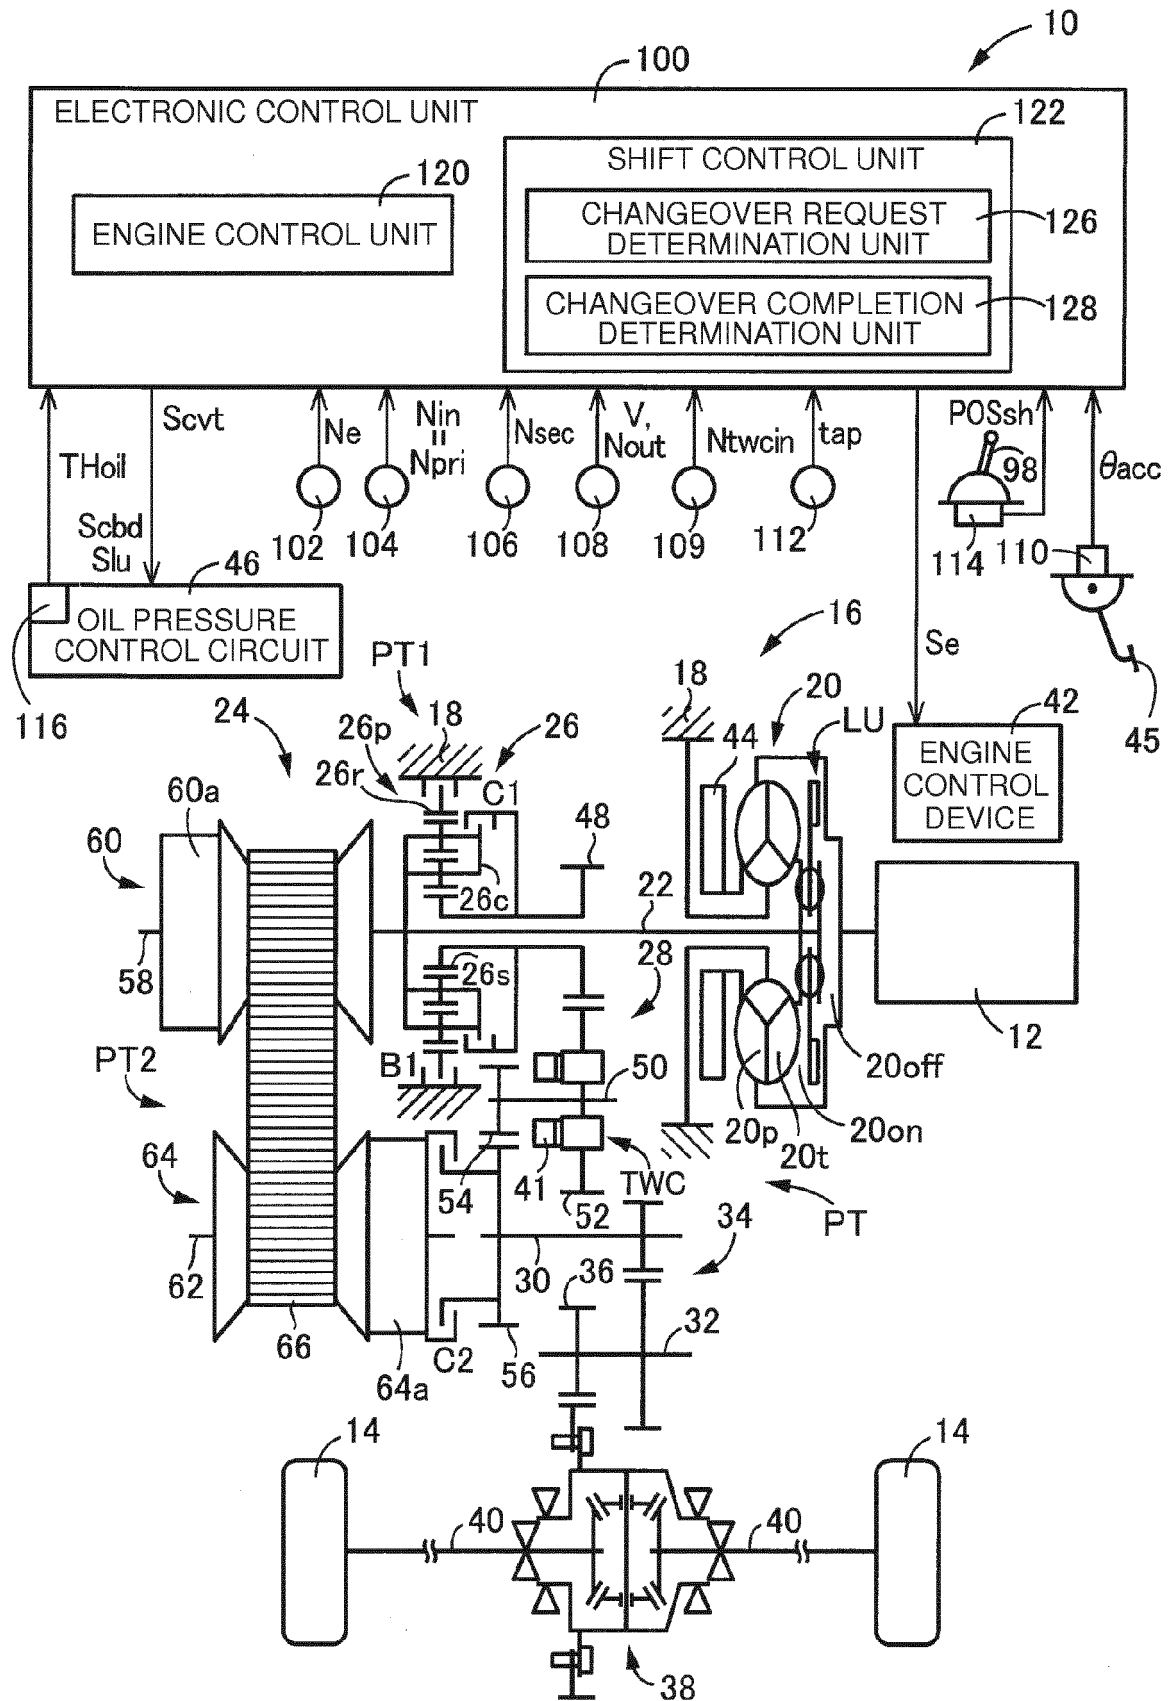 10
100
ELECTRONIC CONTROL UNIT
122
SHIFT CONTROL UNIT
120
ENGINE CONTROL UNIT
CHANGEOVER REQUEST
DETERMINATION UNIT
126
CHANGEOVER COMPLETION
DETERMINATION UNIT
128
THoil
Scvt
Scbd
Slu
Ne
Nin
=
Npri
Nsec
V,
Nout
Ntwcin
tap
POSsh
98
θacc
102
104
106
108
109
112
114
110
46
OIL PRESSURE
CONTROL CIRCUIT
116
Se
45
42
ENGINE
CONTROL
DEVICE
16
PT1
24
18
26
26p
26r
C1
18
20
LU
44
60a
60
48
26c
22
58
26s
28
12
PT2
B1
50
20off
20on
20p
20t
64
54
41
TWC
52
PT
34
62
30
36
66
32
C2
56
64a
14
14
40
40
38